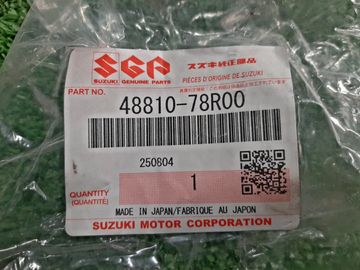 SGP
SUZUKI
GENUINE PARTS
スズキ純正部品
PIÈCES D'ORIGINE DE SUZUKI
PART NO.
48810-78R00
250804
QUANTITY
(QUANTITÉ)
1
MADE IN JAPAN/FABRIQUE AU JAPON
SUZUKI MOTOR CORPORATION